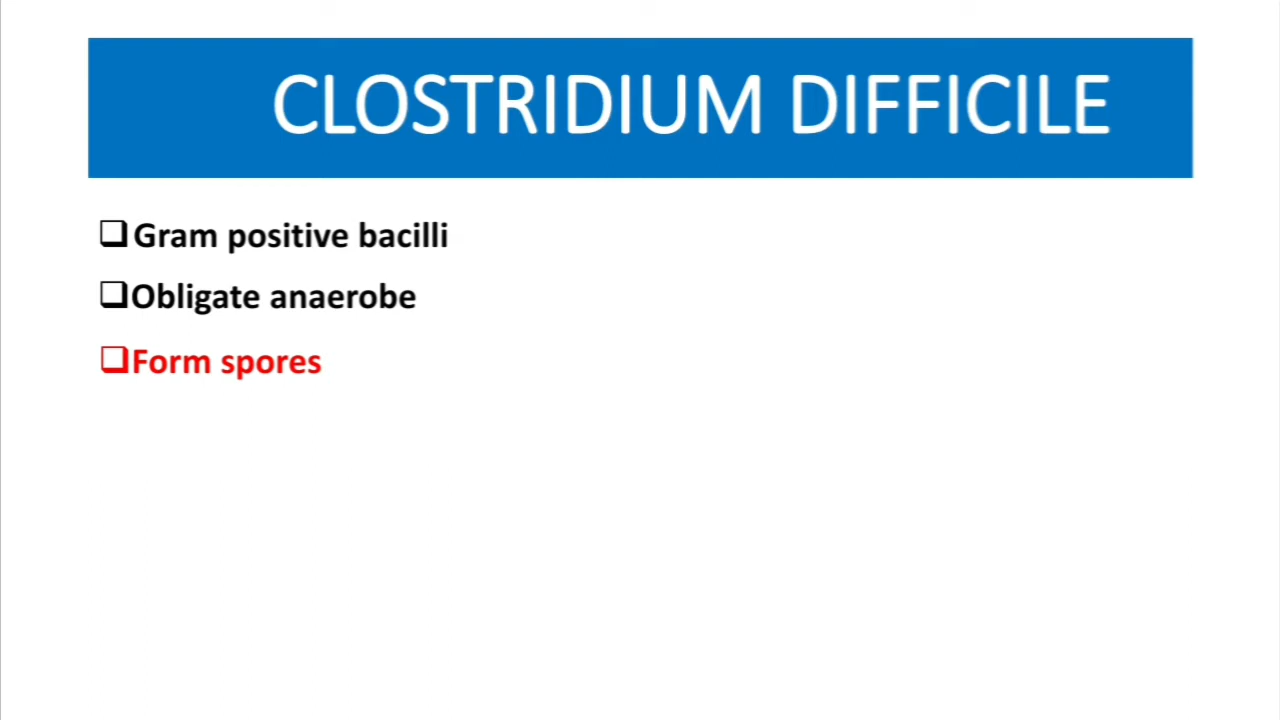 CLOSTRIDIUM DIFFICILE
❑Gram positive bacilli
❑Obligate anaerobe
❑Form spores